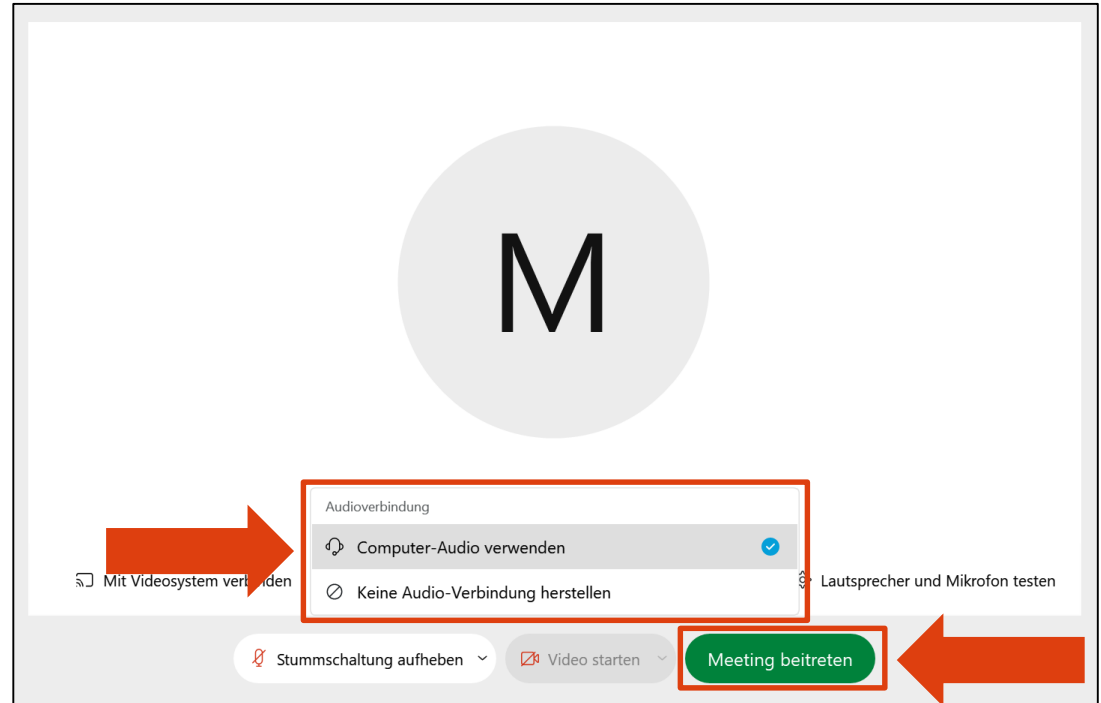 M
Audioverbindung
Computer-Audio verwenden
Mit Videosystem verbinden
Keine Audio-Verbindung herstellen
Lautsprecher und Mikrofon testen
Stummschaltung aufheben
Video starten
Meeting beitreten